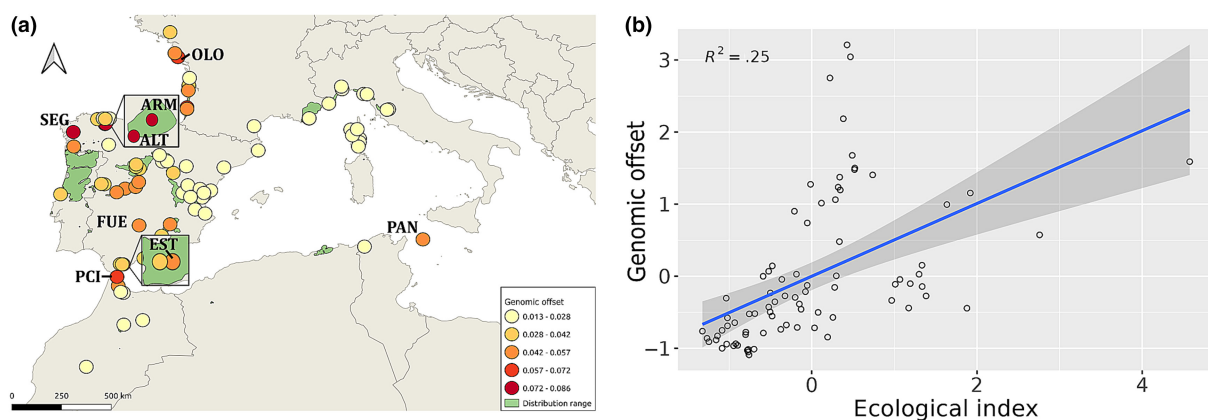 (a)
OLO
ARM
SEG
ALT
FUE
EST
PAN
PCI
Genomic offset
0.013 - 0.028
0.028 - 0.042
0.042 - 0.057
0.057 - 0.072
0.072 - 0.086
Distribution range
0 250 500 km
(b)
R² = .25
Genomic offset
3
2
1
0
−1
0 2 4
Ecological index